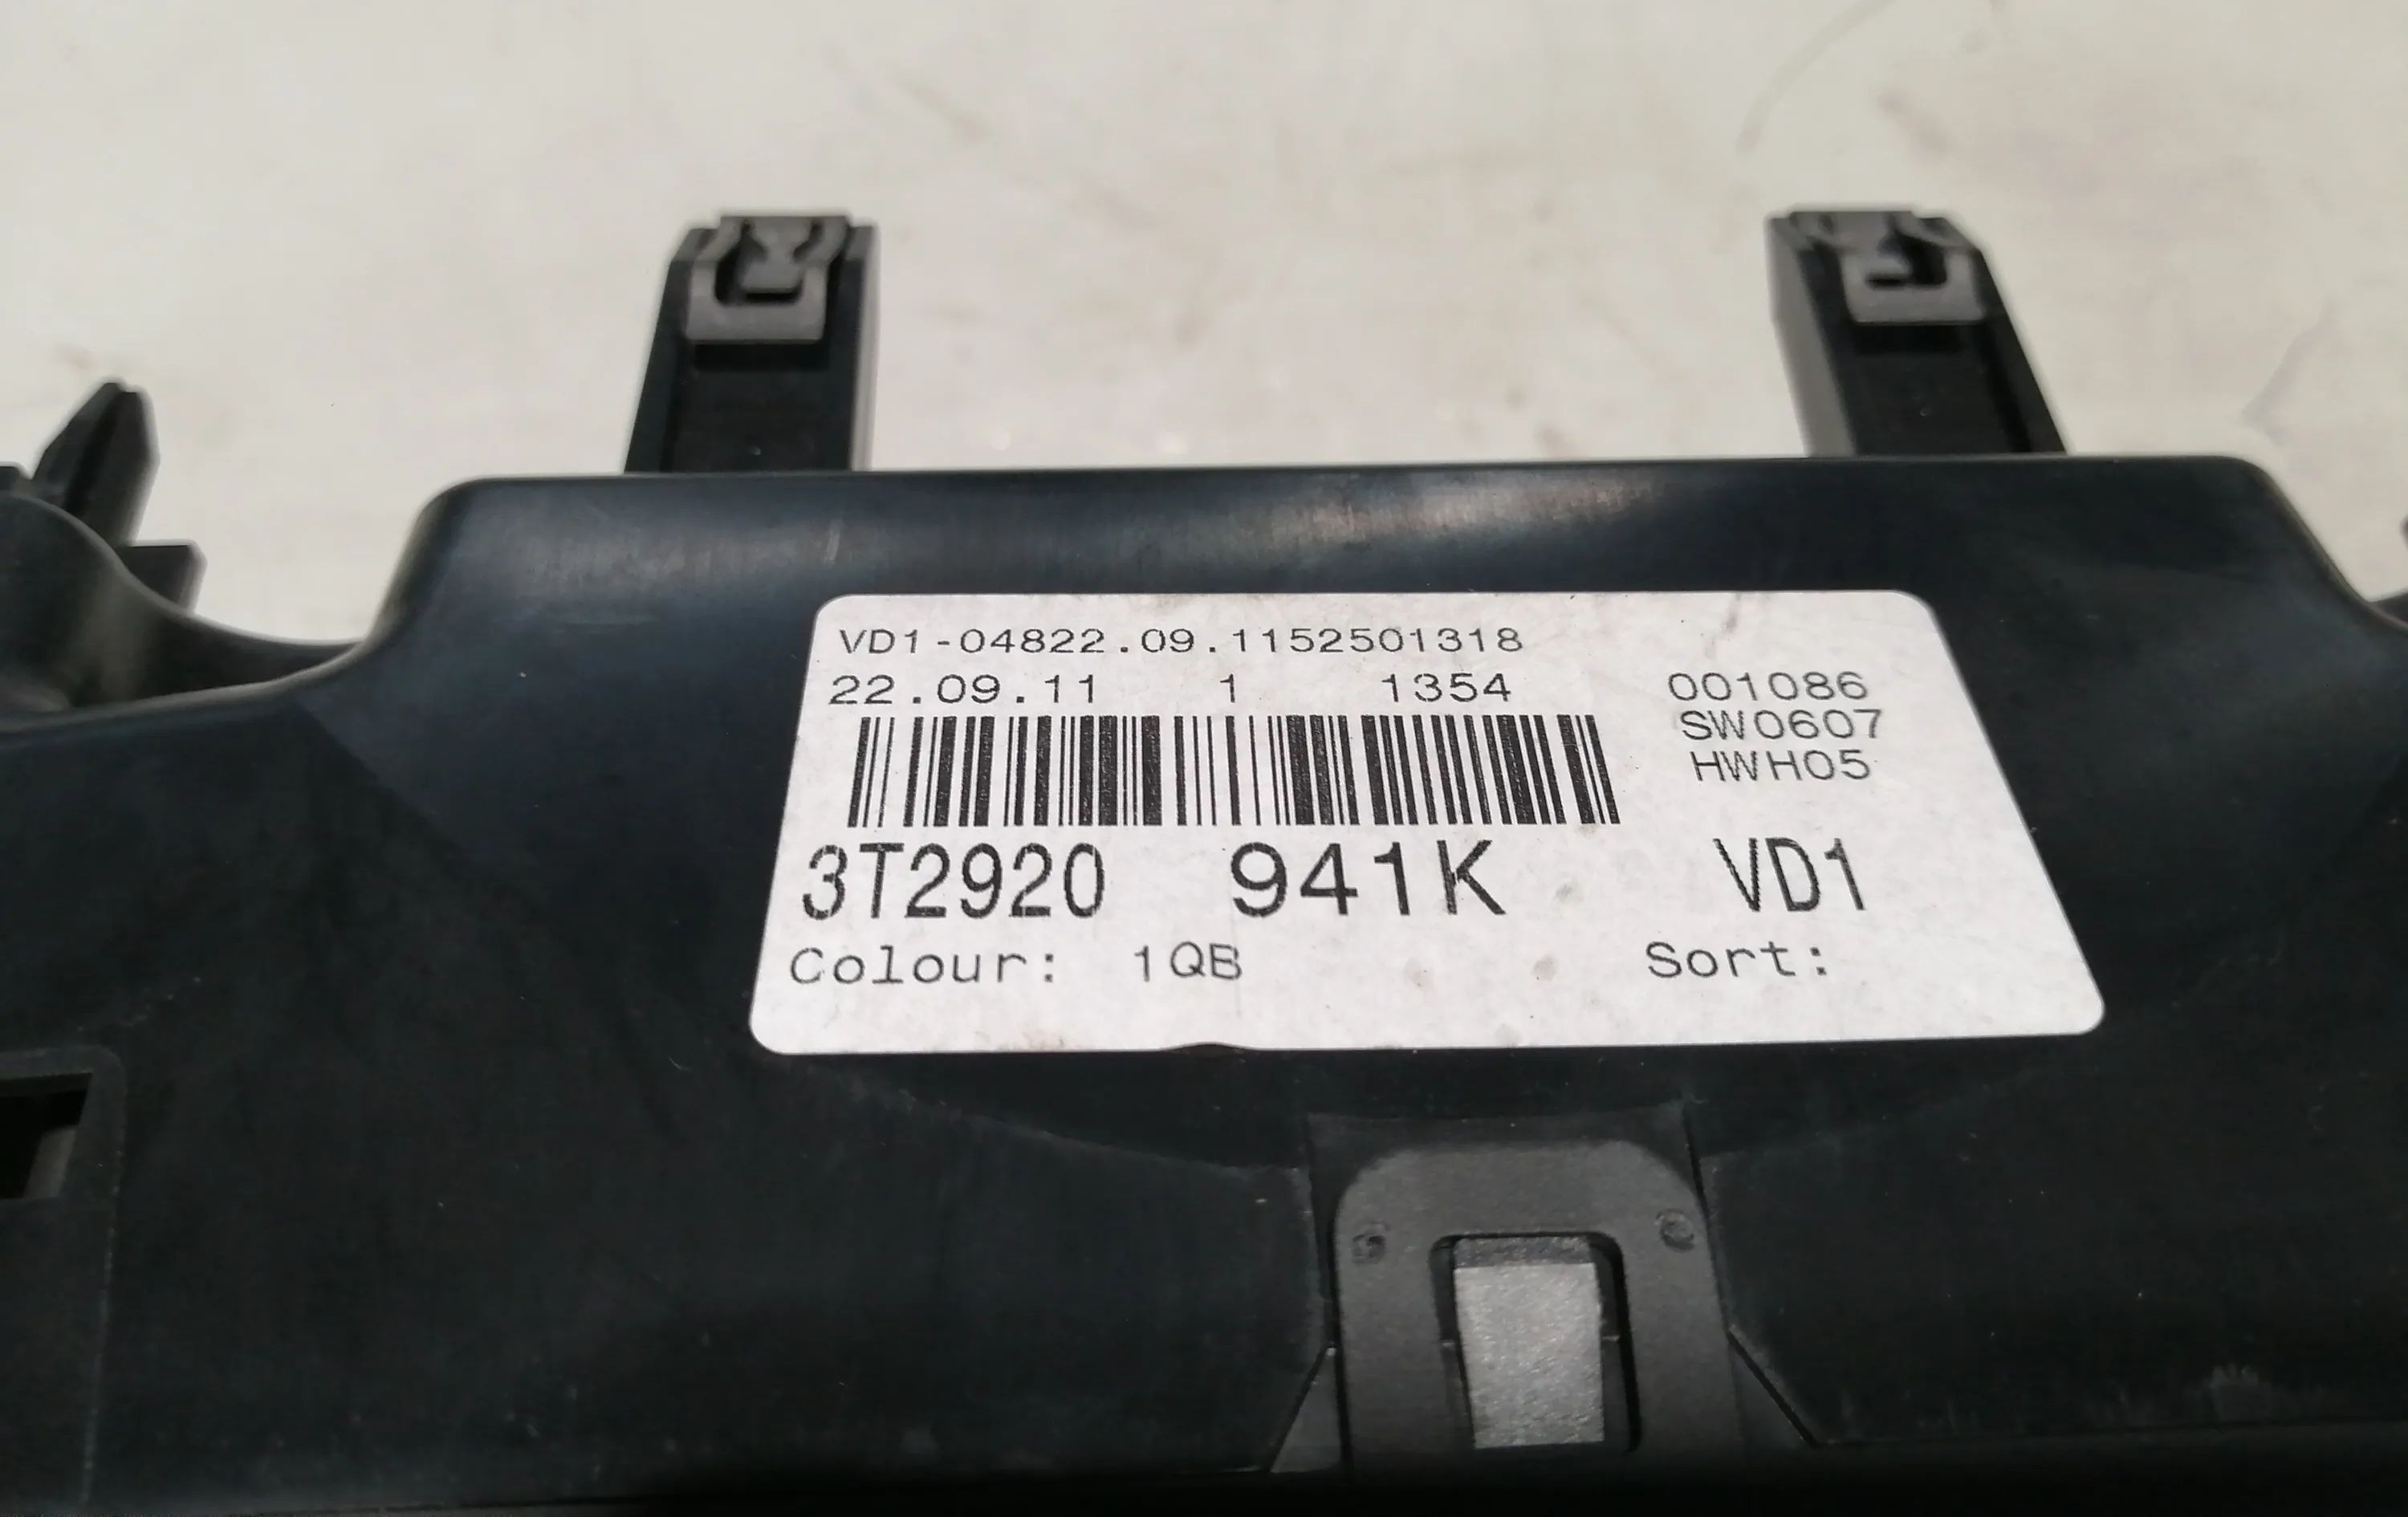 VD1-04822.09.1152501318
22.09.11 1 1354 001086
SW0607
HWH05
3T2920 941K VD1
Colour: 1QB Sort: